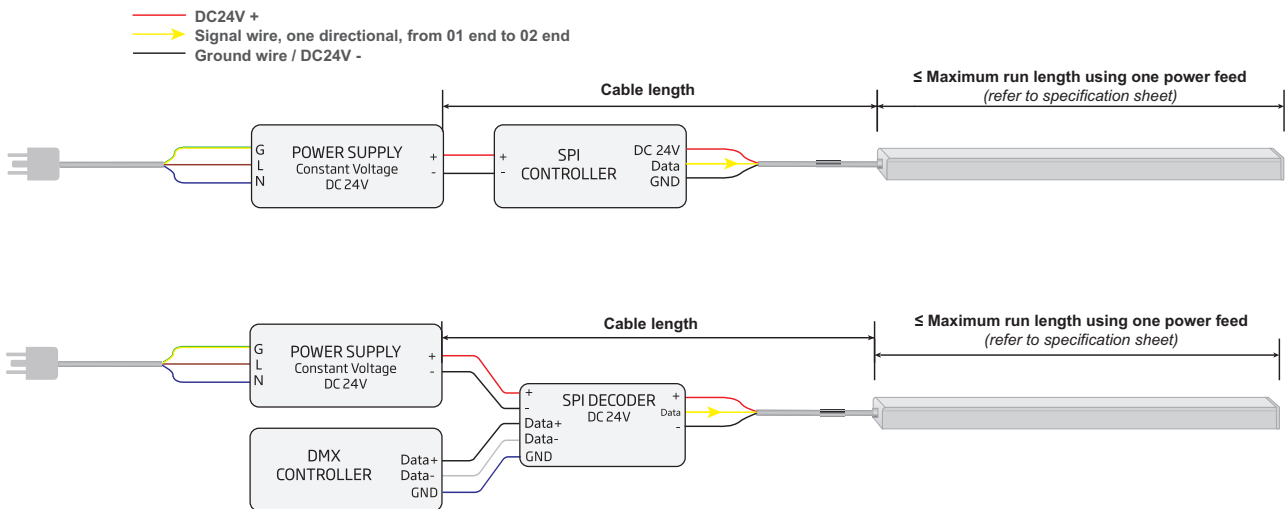 DC24V +
Signal wire, one directional, from 01 end to 02 end
Ground wire / DC24V -
Cable length
≤ Maximum run length using one power feed
(refer to specification sheet)
G
L
N
POWER SUPPLY
Constant Voltage
DC 24V
+
-
+
-
SPI
CONTROLLER
DC 24V
Data
GND
Cable length
≤ Maximum run length using one power feed
(refer to specification sheet)
G
L
N
POWER SUPPLY
Constant Voltage
DC 24V
+
-
+
-
Data+
Data-
GND
SPI DECODER
DC 24V
+
Data
-
DMX
CONTROLLER
Data+
Data-
GND